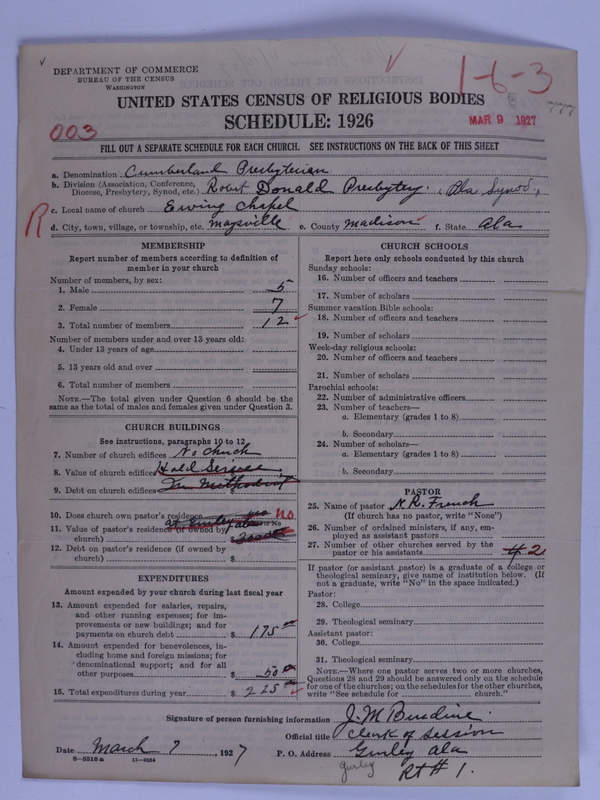 DEPARTMENT OF COMMERCE
BUREAU OF THE CENSUS
WASHINGTON
1-6-3
UNITED STATES CENSUS OF RELIGIOUS BODIES
SCHEDULE: 1926
MAR 9 1927
003
FILL OUT A SEPARATE SCHEDULE FOR EACH CHURCH. SEE INSTRUCTIONS ON THE BACK OF THIS SHEET
a. Denomination Cumberland Presbyterian
b. Division (Association, Conference, Diocese, Presbytery, Synod, etc.) Robert Donald Presbytery. (Ala Synod)
c. Local name of church Ewing Chapel
R
d. City, town, village, or township, etc. Maysville e. County Madison f. State Ala
MEMBERSHIP
Report number of members according to definition of
member in your church
Number of members, by sex:
1. Male 5
2. Female 7
3. Total number of members 12
Number of members under and over 13 years old:
4. Under 13 years of age
5. 13 years old and over
6. Total number of members
NOTE.—The total given under Question 6 should be the
same as the total of males and females given under Question 3.
CHURCH BUILDINGS
See instructions, paragraphs 10 to 12
7. Number of church edifices No Church
8. Value of church edifices Hold Service
9. Debt on church edifices In Methodist
10. Does church own pastor's residence? No
11. Value of pastor's residence (if owned by
church)
12. Debt on pastor's residence (if owned by
church) $
EXPENDITURES
Amount expended by your church during last fiscal year
13. Amount expended for salaries, repairs,
and other running expenses; for im-
provements or new buildings; and for
payments on church debt $ 175
14. Amount expended for benevolences, in-
cluding home and foreign missions; for
denominational support; and for all
other purposes $ 50
15. Total expenditures during year $ 225
CHURCH SCHOOLS
Report here only schools conducted by this church
Sunday schools:
16. Number of officers and teachers
17. Number of scholars
Summer vacation Bible schools:
18. Number of officers and teachers
19. Number of scholars
Week-day religious schools:
20. Number of officers and teachers
21. Number of scholars
Parochial schools:
22. Number of administrative officers
23. Number of teachers—
a. Elementary (grades 1 to 8)
b. Secondary
24. Number of scholars—
a. Elementary (grades 1 to 8)
b. Secondary
PASTOR
25. Name of pastor N.R. French
(If church has no pastor, write "None")
26. Number of ordained ministers, if any, em-
ployed as assistant pastors
27. Number of other churches served by the
pastor or his assistants 2
If pastor (or assistant pastor) is a graduate of a college or
theological seminary, give name of institution below. (If
not a graduate, write "No" in the space indicated.)
Pastor:
28. College
29. Theological seminary
Assistant pastor:
30. College
31. Theological seminary
NOTE.—Where one pastor serves two or more churches,
Questions 28 and 29 should be answered only on the schedule
for one of the churches; on the schedules for the other churches,
write "See schedule for church."
Signature of person furnishing information J. M. Burdine
Official title Clerk of Session
Date March 7, 1927 P. O. Address Gurley Ala
8-5518 a 11-9184 gurley Rt # 1.